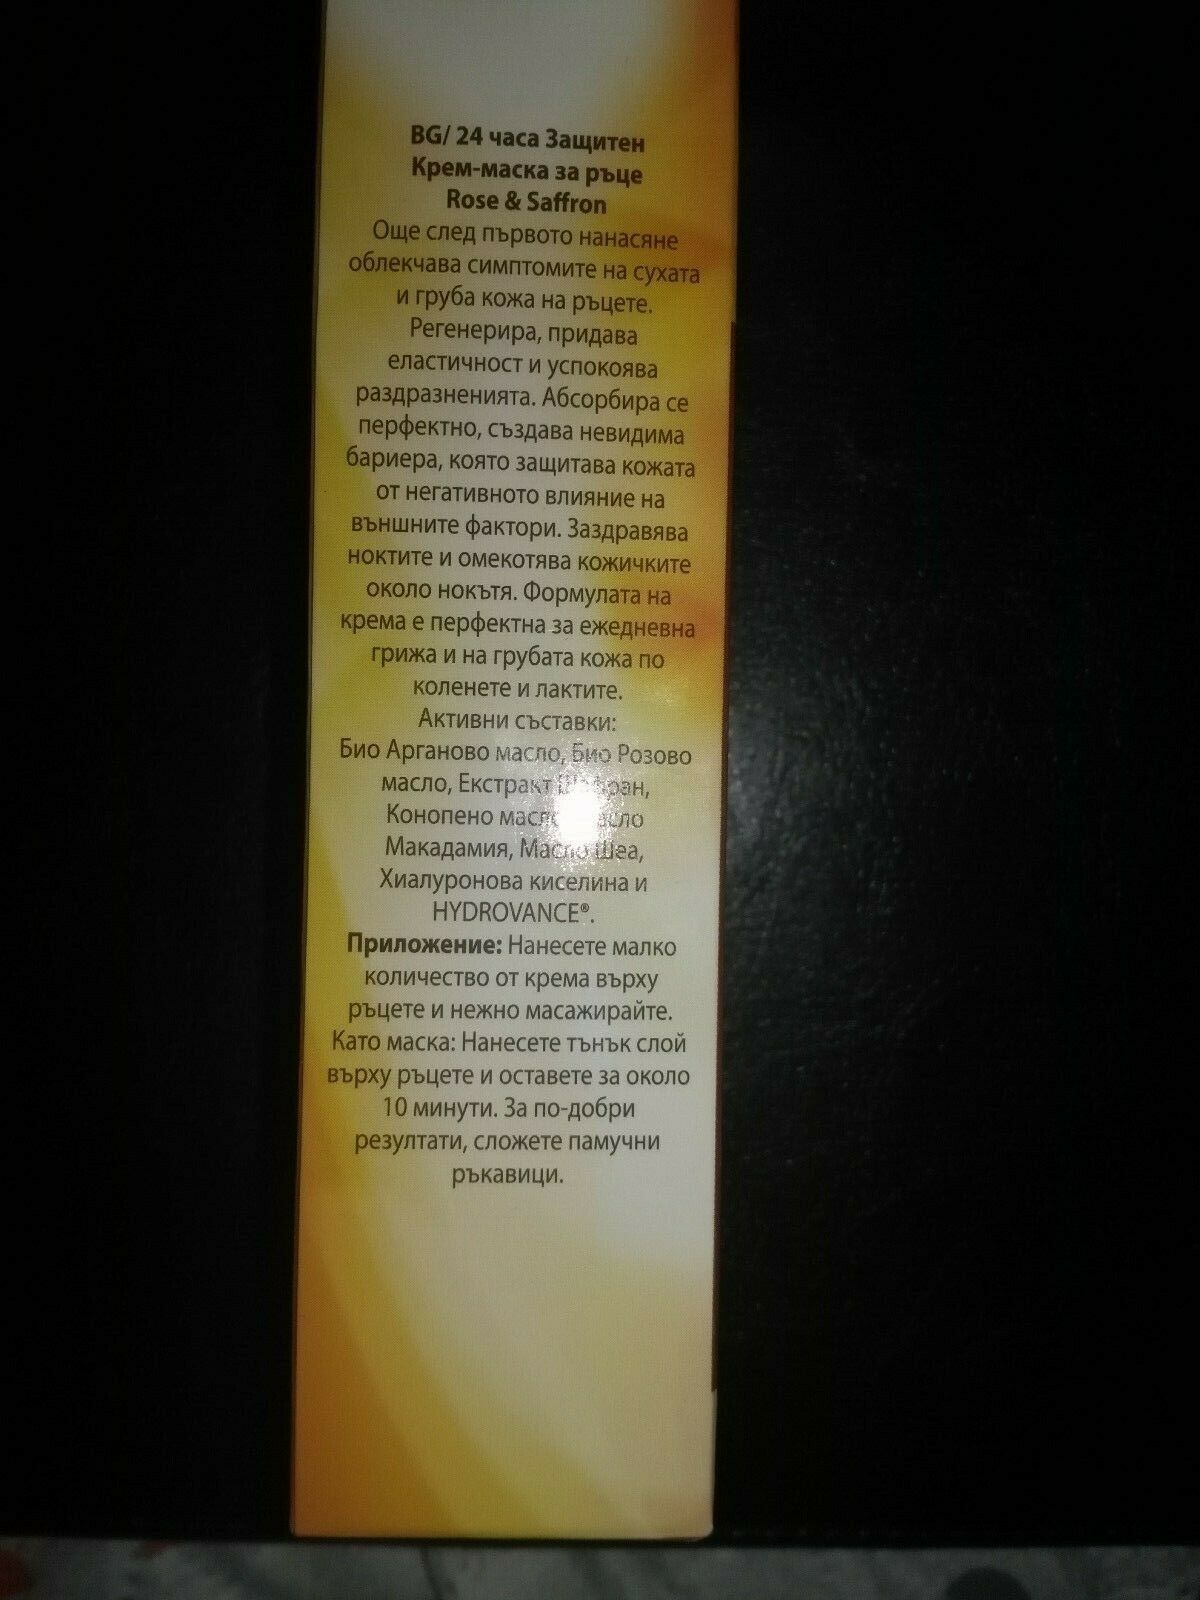 BG/ 24 часа Защитен
Крем-маска за ръце
Rose & Saffron
Още след първото нанасяне
облекчава симптомите на сухата
и груба кожа на ръцете.
Регенерира, придава
еластичност и успокоява
раздразненията. Абсорбира се
перфектно, създава невидима
бариера, която защитава кожата
от негативното влияние на
външните фактори. Заздравява
ноктите и омекотява кожичките
около нокътя. Формулата на
крема е перфектна за ежедневна
грижа и на грубата кожа по
коленете и лактите.
Активни съставки:
Био Арганово масло, Био Розово
масло, Екстракт Шафран,
Конопено масло
Макадамия, Масло Шеа,
Хиалуронова киселина и
HYDROVANCE®.
Приложение: Нанесете малко
количество от крема върху
ръцете и нежно масажирайте.
Като маска: Нанесете тънък слой
върху ръцете и оставете за около
10 минути. За по-добри
резултати, сложете памучни
ръкавици.